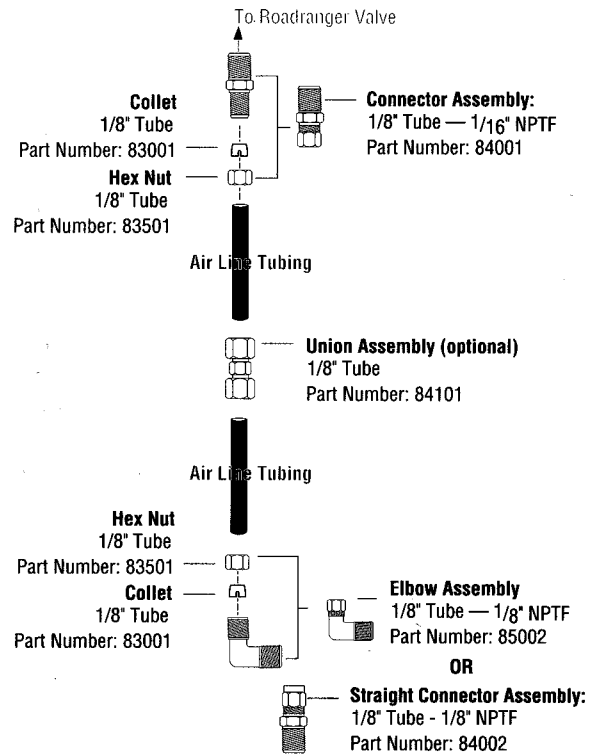 To Roadranger Valve
Collet
1/8" Tube
Part Number: 83001
Hex Nut
1/8" Tube
Part Number: 83501
Connector Assembly:
1/8" Tube — 1/16" NPTF
Part Number: 84001
Air Line Tubing
Union Assembly (optional)
1/8" Tube
Part Number: 84101
Air Line Tubing
Hex Nut
1/8" Tube
Part Number: 83501
Collet
1/8" Tube
Part Number: 83001
Elbow Assembly
1/8" Tube — 1/8" NPTF
Part Number: 85002
OR
Straight Connector Assembly:
1/8" Tube - 1/8" NPTF
Part Number: 84002